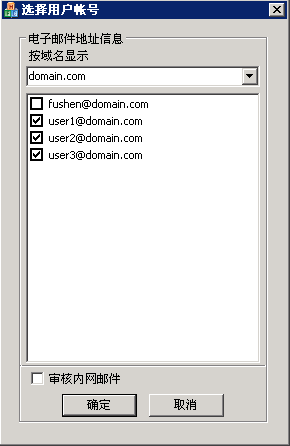 选择用户帐号
电子邮件地址信息
按域名显示
domain.com
fushen@domain.com
user1@domain.com
user2@domain.com
user3@domain.com
审核内网邮件
确定
取消